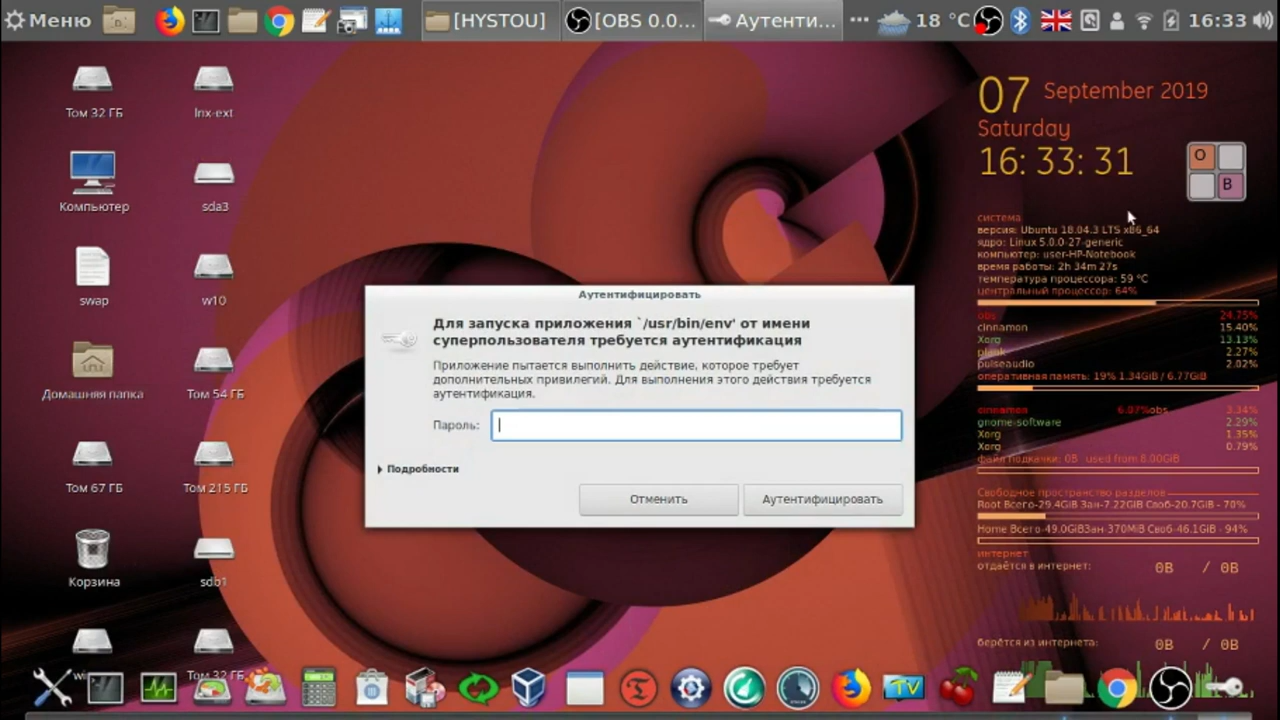 Меню
[HYSTOU]
[OBS 0.0...
Аутенти...
18 °C
16:33
Том 32 ГБ
lnx-ext
Компьютер
sda3
swap
w10
Домашняя папка
Том 54 ГБ
Том 67 ГБ
Том 215 ГБ
Корзина
sdb1
Том 32 ГБ
07 September 2019
Saturday
16: 33: 31
O
B
система
версия: Ubuntu 18.04.3 LTS x86_64
ядро: Linux 5.0.0-27-generic
компьютер: user-HP-Notebook
время работы: 2h 34m 27s
температура процессора: 59 °C
центральный процессор: 64%
obs 24.75%
cinnamon 15.40%
Xorg 13.13%
plank 2.27%
pulseaudio 2.02%
оперативная память: 19% 1.34GiB / 6.77GiB
cinnamon 6.07%obs 3.34%
gnome-software 2.29%
Xorg 1.35%
Xorg 0.79%
файл подкачки: 0B used from 8.00GiB
Свободное пространство разделов
Root Всего-29.4GiB Зан-7.22GiB Своб-20.7GiB - 70%
Home Всего-49.0GiBЗан-370MiB Своб-46.1GiB - 94%
интернет
отдаётся в интернет: 0B / 0B
берётся из интернета: 0B / 0B
Аутентифицировать
Для запуска приложения `/usr/bin/env' от имени
суперпользователя требуется аутентификация
Приложение пытается выполнить действие, которое требует
дополнительных привилегий. Для выполнения этого действия требуется
аутентификация.
Пароль:
Подробности
Отменить
Аутентифицировать
TV